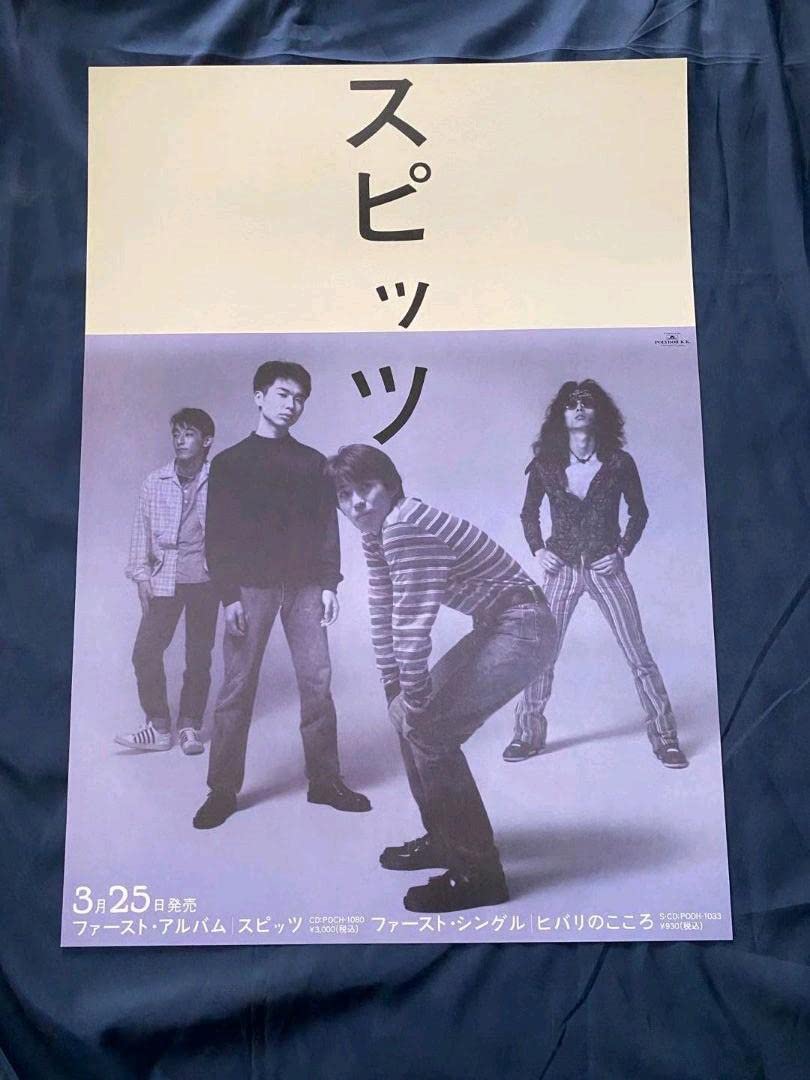 スピッツ
POLYDOR K.K.
3月25日発売
ファースト・アルバム|スピッツ CD:POCH-1080 ¥3,000(税込) ファースト・シングル|ヒバリのこころ S・CD:PODH-1033 ¥930(税込)